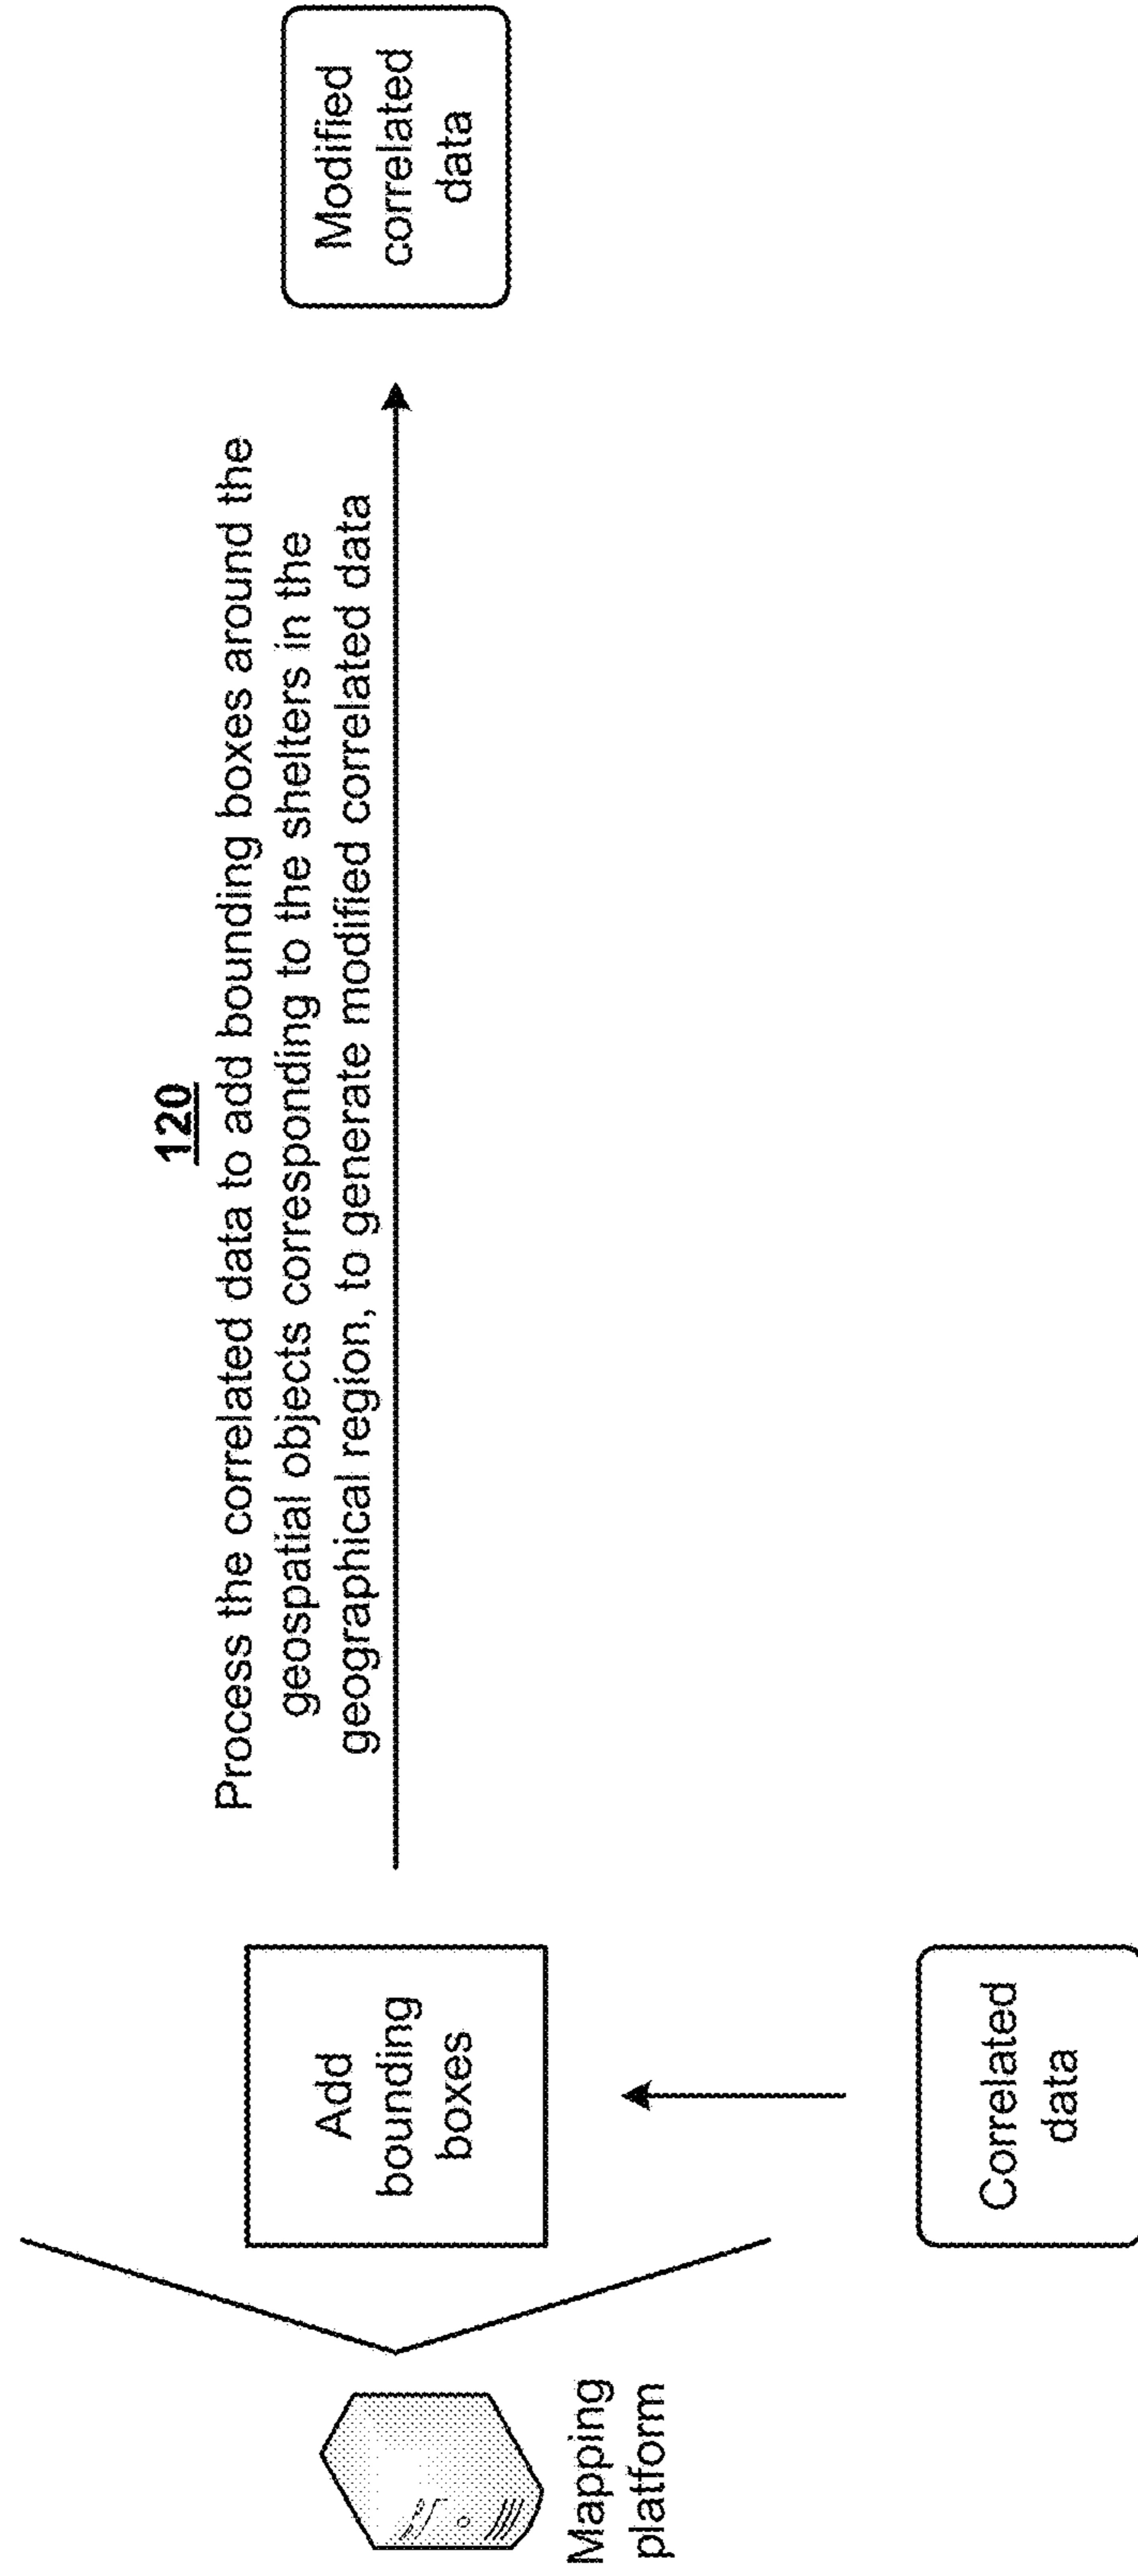 120
Process the correlated data to add bounding boxes around the
geospatial objects corresponding to the shelters in the
geographical region, to generate modified correlated data
Mapping
platform
Add
bounding
boxes
Modified
correlated
data
Correlated
data